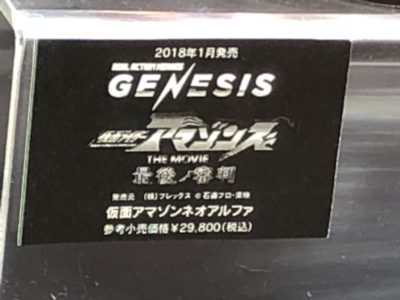 2018年1月発売
REAL ACTION HEROES
GENESIS
仮面ライダー アマゾンズ
THE MOVIE
最後ノ審判
発売元 (株)フレックス © 石森プロ・東映
仮面アマゾンネオアルファ
参考小売価格¥29,800(税込)